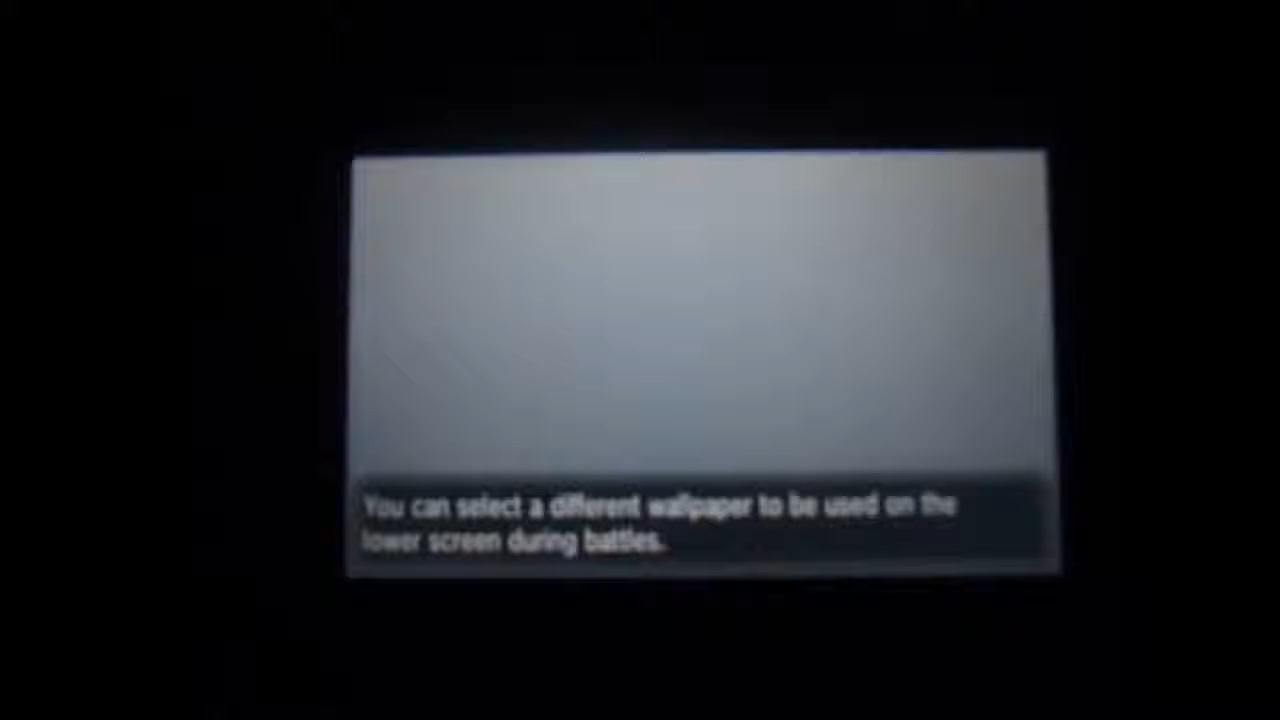 You can select a different wallpaper to be used on the
lower screen during battles.